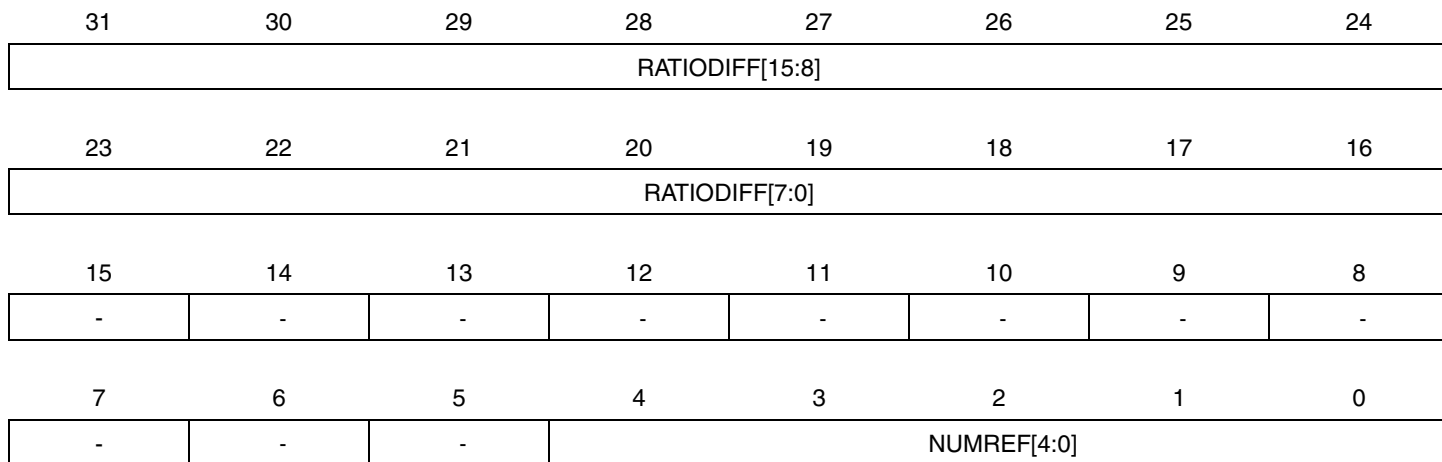 31 30 29 28 27 26 25 24
RATIODIFF[15:8]
23 22 21 20 19 18 17 16
RATIODIFF[7:0]
15 14 13 12 11 10 9 8
- - - - - - - -
7 6 5 4 3 2 1 0
- - - NUMREF[4:0]